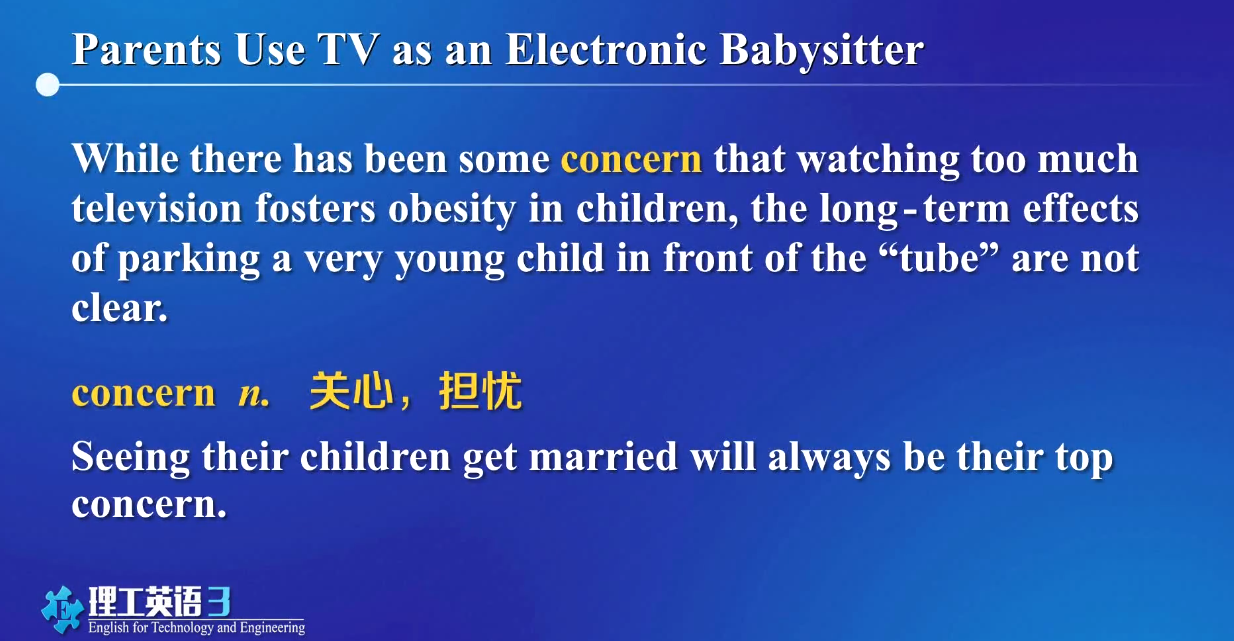 Parents Use TV as an Electronic Babysitter
While there has been some concern that watching too much
television fosters obesity in children, the long-term effects
of parking a very young child in front of the “tube” are not
clear.
concern n. 关心，担忧
Seeing their children get married will always be their top
concern.
E
理工英语 3
English for Technology and Engineering